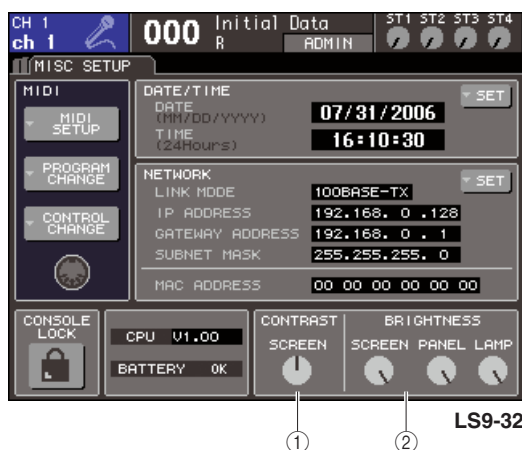 CH 1
ch 1
000
Initial Data
R
ADMIN
ST1 ST2 ST3 ST4
MISC SETUP
MIDI
MIDI SETUP
PROGRAM CHANGE
CONTROL CHANGE
DATE/TIME
SET
DATE
(MM/DD/YYYY)
07/31/2006
TIME
(24Hours)
16:10:30
NETWORK
SET
LINK MODE 100BASE-TX
IP ADDRESS 192.168. 0 .128
GATEWAY ADDRESS 192.168. 0 . 1
SUBNET MASK 255.255.255. 0
MAC ADDRESS 00 00 00 00 00 00
CONSOLE LOCK
CPU V1.00
BATTERY OK
CONTRAST
SCREEN
BRIGHTNESS
SCREEN PANEL LAMP
LS9-32
① ②